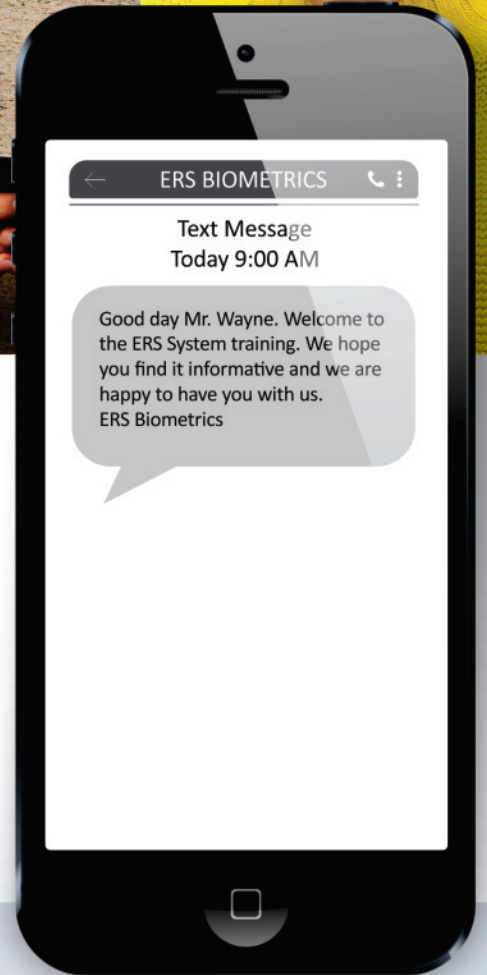 ERS BIOMETRICS
Text Message
Today 9:00 AM
Good day Mr. Wayne. Welcome to
the ERS System training. We hope
you find it informative and we are
happy to have you with us.
ERS Biometrics